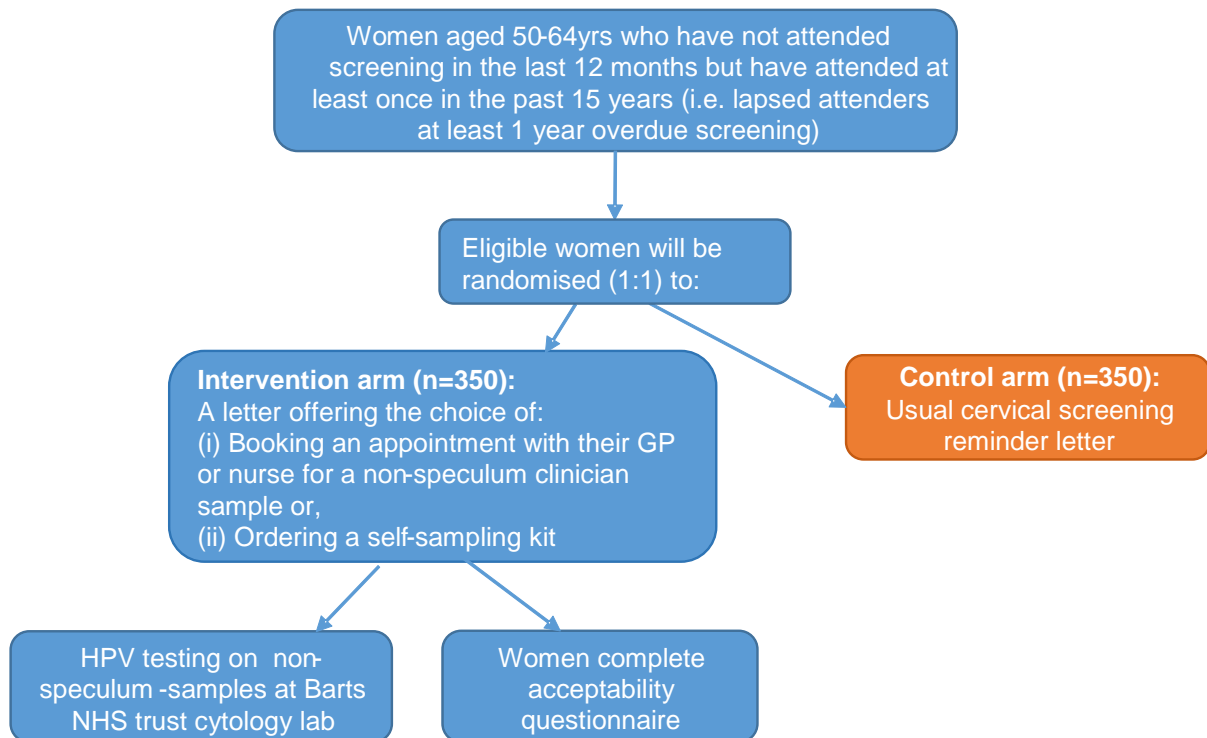 Women aged 50-64yrs who have not attended
screening in the last 12 months but have attended at
least once in the past 15 years (i.e. lapsed attenders
at least 1 year overdue screening)
Eligible women will be
randomised (1:1) to:
Intervention arm (n=350):
A letter offering the choice of:
(i) Booking an appointment with their GP
or nurse for a non-speculum clinician
sample or,
(ii) Ordering a self-sampling kit
Control arm (n=350):
Usual cervical screening
reminder letter
HPV testing on non-
speculum -samples at Barts
NHS trust cytology lab
Women complete
acceptability
questionnaire